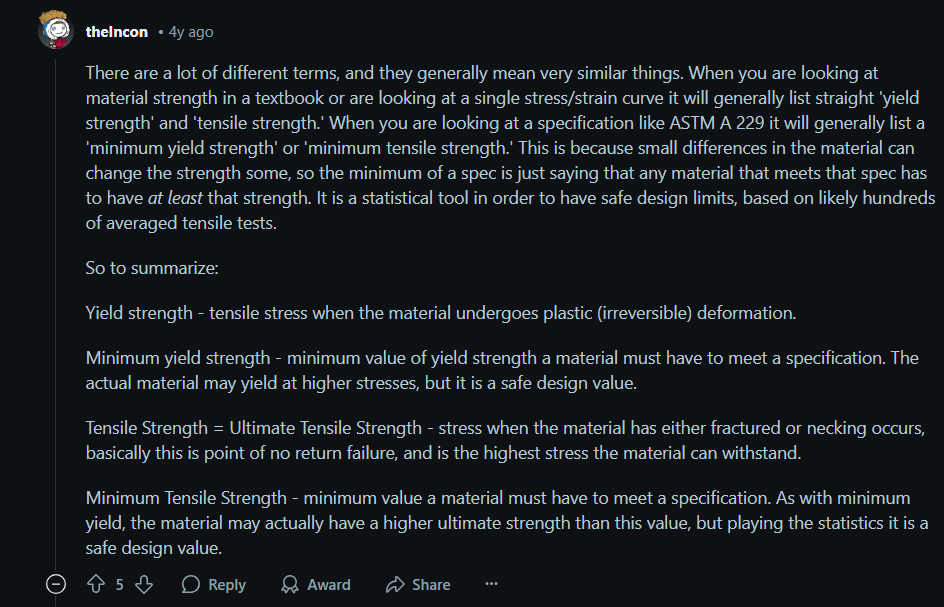 theIncon • 4y ago
There are a lot of different terms, and they generally mean very similar things. When you are looking at
material strength in a textbook or are looking at a single stress/strain curve it will generally list straight 'yield
strength' and 'tensile strength.' When you are looking at a specification like ASTM A 229 it will generally list a
'minimum yield strength' or 'minimum tensile strength.' This is because small differences in the material can
change the strength some, so the minimum of a spec is just saying that any material that meets that spec has
to have at least that strength. It is a statistical tool in order to have safe design limits, based on likely hundreds
of averaged tensile tests.
So to summarize:
Yield strength - tensile stress when the material undergoes plastic (irreversible) deformation.
Minimum yield strength - minimum value of yield strength a material must have to meet a specification. The
actual material may yield at higher stresses, but it is a safe design value.
Tensile Strength = Ultimate Tensile Strength - stress when the material has either fractured or necking occurs,
basically this is point of no return failure, and is the highest stress the material can withstand.
Minimum Tensile Strength - minimum value a material must have to meet a specification. As with minimum
yield, the material may actually have a higher ultimate strength than this value, but playing the statistics it is a
safe design value.
5 Reply Award Share ...